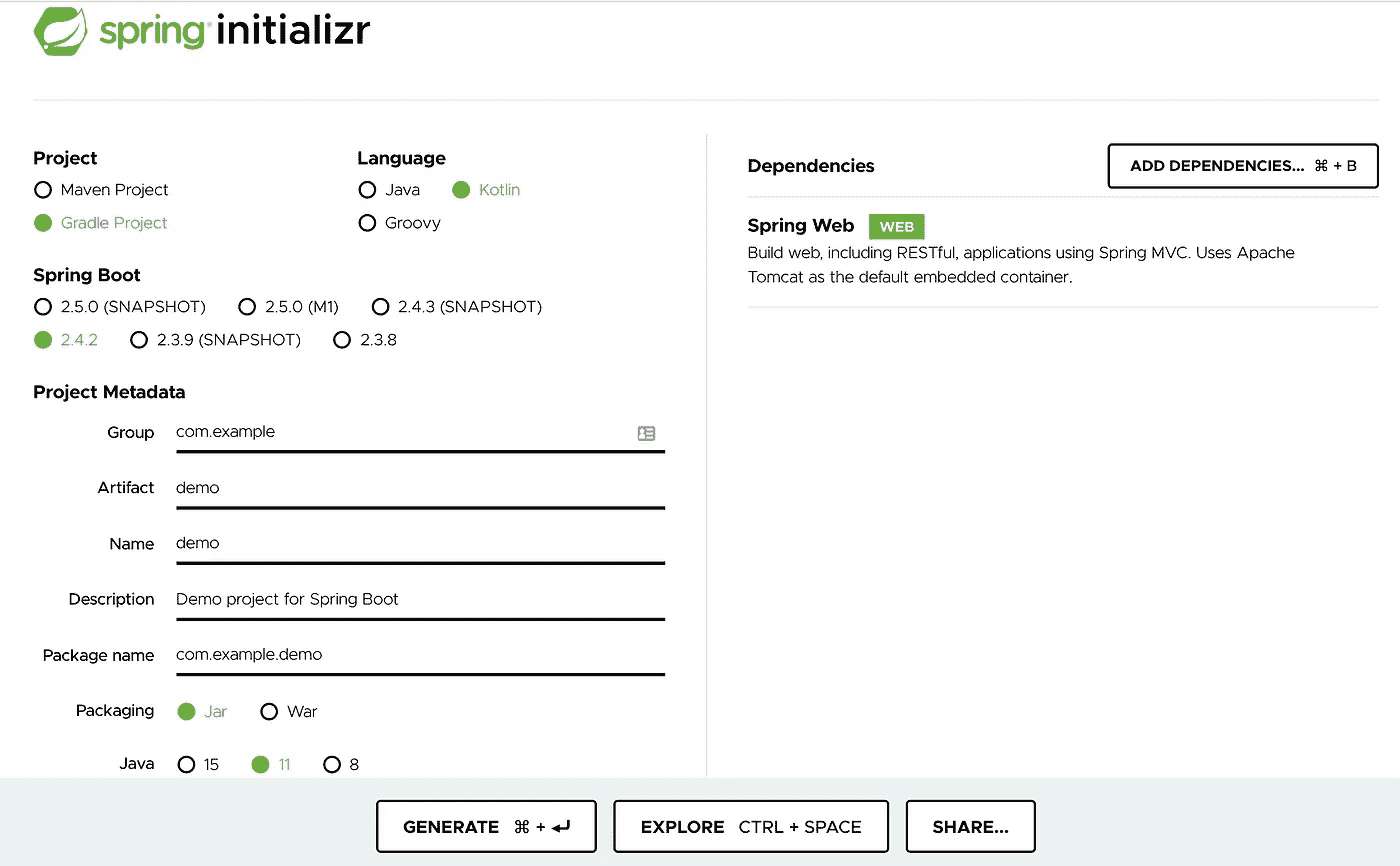 spring initializr
Project
Maven Project
Gradle Project
Language
Java Kotlin
Groovy
Spring Boot
2.5.0 (SNAPSHOT) 2.5.0 (M1) 2.4.3 (SNAPSHOT)
2.4.2 2.3.9 (SNAPSHOT) 2.3.8
Project Metadata
Group com.example
Artifact demo
Name demo
Description Demo project for Spring Boot
Package name com.example.demo
Packaging Jar War
Java 15 11 8
Dependencies
ADD DEPENDENCIES... ⌘ + B
Spring Web WEB
Build web, including RESTful, applications using Spring MVC. Uses Apache
Tomcat as the default embedded container.
GENERATE ⌘ + ↵
EXPLORE CTRL + SPACE
SHARE...